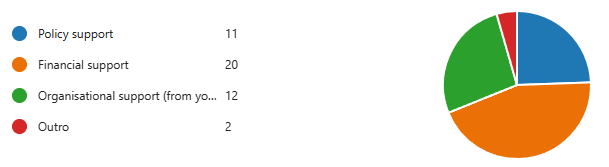 Policy support 11
Financial support 20
Organisational support (from yo... 12
Outro 2